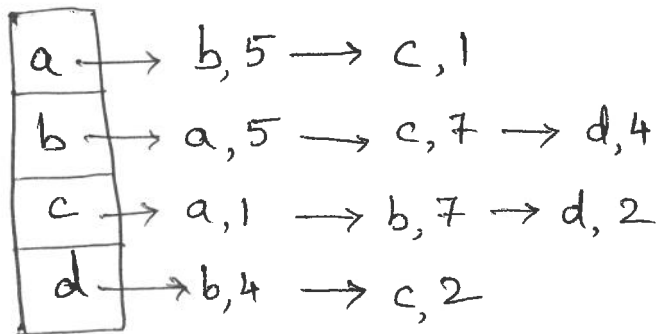 a → b,5 → c,1
b → a,5 → c,7 → d,4
c → a,1 → b,7 → d,2
d → b,4 → c,2